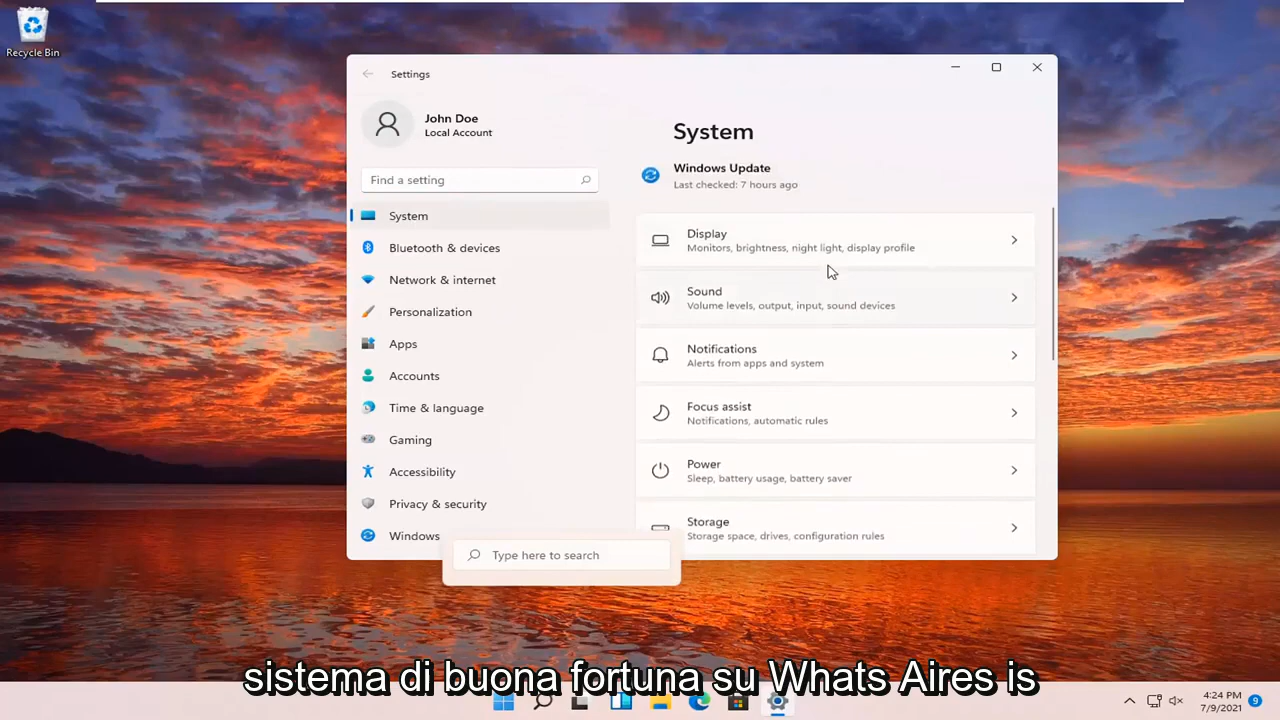 Recycle Bin
Settings
John Doe
Local Account
Find a setting
System
Bluetooth & devices
Network & internet
Personalization
Apps
Accounts
Time & language
Gaming
Accessibility
Privacy & security
Windows
System
Windows Update
Last checked: 7 hours ago
Display
Monitors, brightness, night light, display profile
Sound
Volume levels, output, input, sound devices
Notifications
Alerts from apps and system
Focus assist
Notifications, automatic rules
Power
Sleep, battery usage, battery saver
Storage
Storage space, drives, configuration rules
Type here to search
sistema di buona fortuna su Whats Aires is
4:24 PM
7/9/2021
9